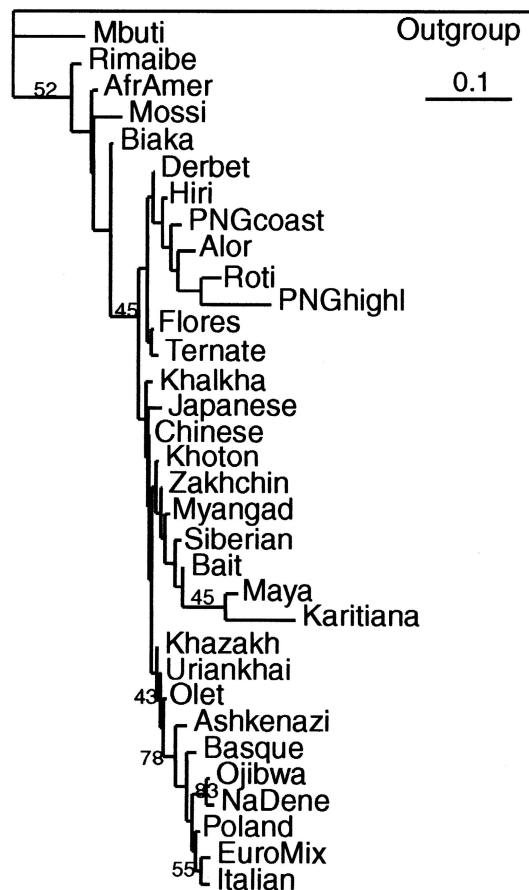 Mbuti
Outgroup
Rimaibe
0.1
52
AfrAmer
Mossi
Biaka
Derbet
Hiri
PNGcoast
Alor
Roti
PNGhighl
45
Flores
Ternate
Khalkha
Japanese
Chinese
Khoton
Zakhchin
Myangad
Siberian
Bait
45
Maya
Karitiana
Khazakh
Uriankhai
43
Olet
Ashkenazi
78
Basque
Ojibwa
83
NaDene
Poland
EuroMix
55
Italian